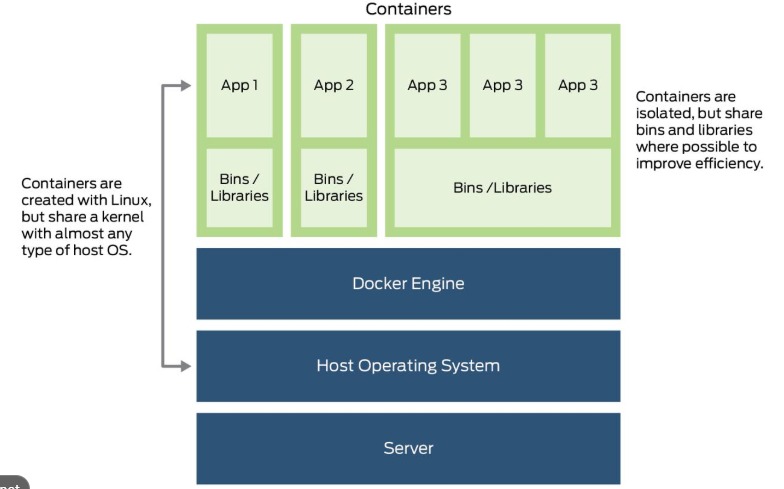 Containers
App 1
App 2
App 3
App 3
App 3
Bins /
Libraries
Bins /
Libraries
Bins /Libraries
Containers are
isolated, but share
bins and libraries
where possible to
improve efficiency.
Containers are
created with Linux,
but share a kernel
with almost any
type of host OS.
Docker Engine
Host Operating System
Server